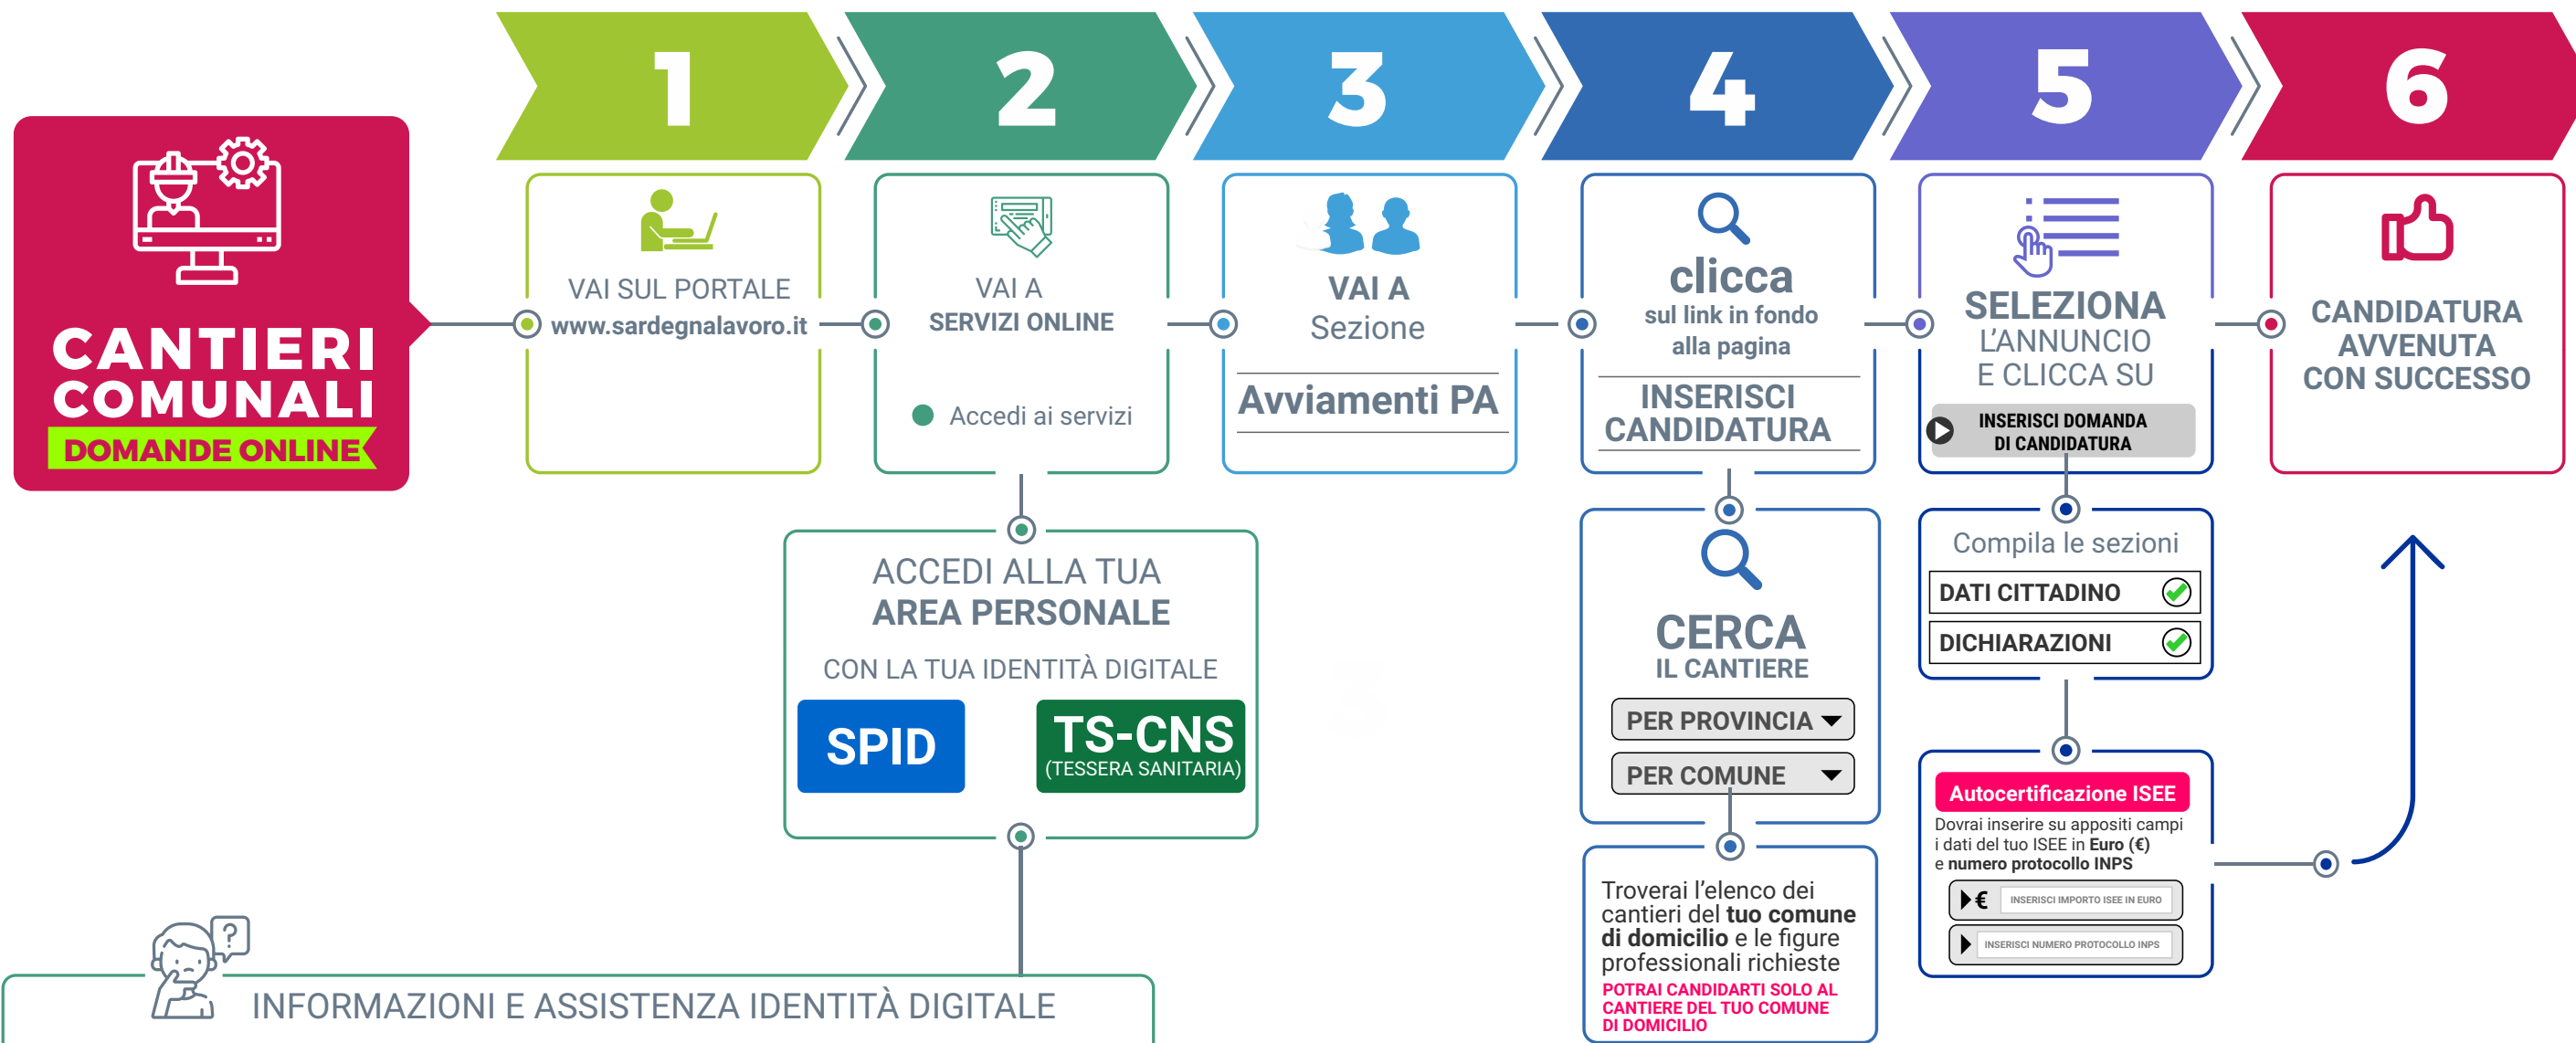 CANTIERI
COMUNALI
DOMANDE ONLINE
1
VAI SUL PORTALE
www.sardegnalavoro.it
2
VAI A
SERVIZI ONLINE
Accedi ai servizi
ACCEDI ALLA TUA
AREA PERSONALE
CON LA TUA IDENTITÀ DIGITALE
SPID
TS-CNS
(TESSERA SANITARIA)
?
INFORMAZIONI E ASSISTENZA IDENTITÀ DIGITALE
3
VAI A
Sezione
Avviamenti PA
4
clicca
sul link in fondo
alla pagina
INSERISCI
CANDIDATURA
CERCA
IL CANTIERE
PER PROVINCIA
PER COMUNE
Troverai l’elenco dei
cantieri del tuo comune
di domicilio e le figure
professionali richieste
POTRAI CANDIDARTI SOLO AL
CANTIERE DEL TUO COMUNE
DI DOMICILIO
5
SELEZIONA
L’ANNUNCIO
E CLICCA SU
INSERISCI DOMANDA
DI CANDIDATURA
Compila le sezioni
DATI CITTADINO
DICHIARAZIONI
Autocertificazione ISEE
Dovrai inserire su appositi campi
i dati del tuo ISEE in Euro (€)
e numero protocollo INPS
€ INSERISCI IMPORTO ISEE IN EURO
INSERISCI NUMERO PROTOCOLLO INPS
6
CANDIDATURA
AVVENUTA
CON SUCCESSO